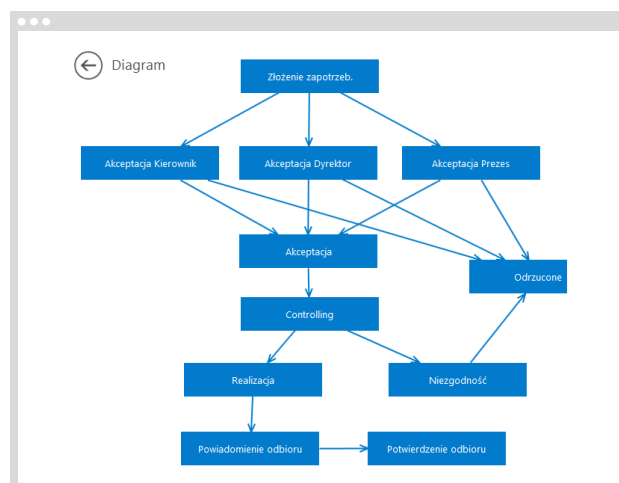 Diagram
Złożenie zapotrzeb.
Akceptacja Kierownik
Akceptacja Dyrektor
Akceptacja Prezes
Akceptacja
Odrzucone
Controlling
Realizacja
Niezgodność
Powiadomienie odbioru
Potwierdzenie odbioru